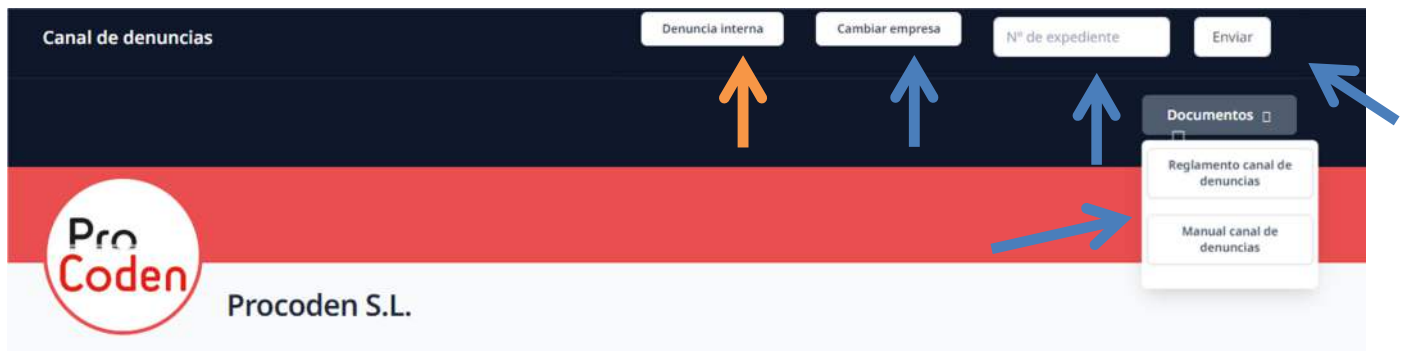 Canal de denuncias
Denuncia interna
Cambiar empresa
Nº de expediente
Enviar
Documentos
Reglamento canal de
denuncias
Manual canal de
denuncias
Pro
Coden
Procoden S.L.